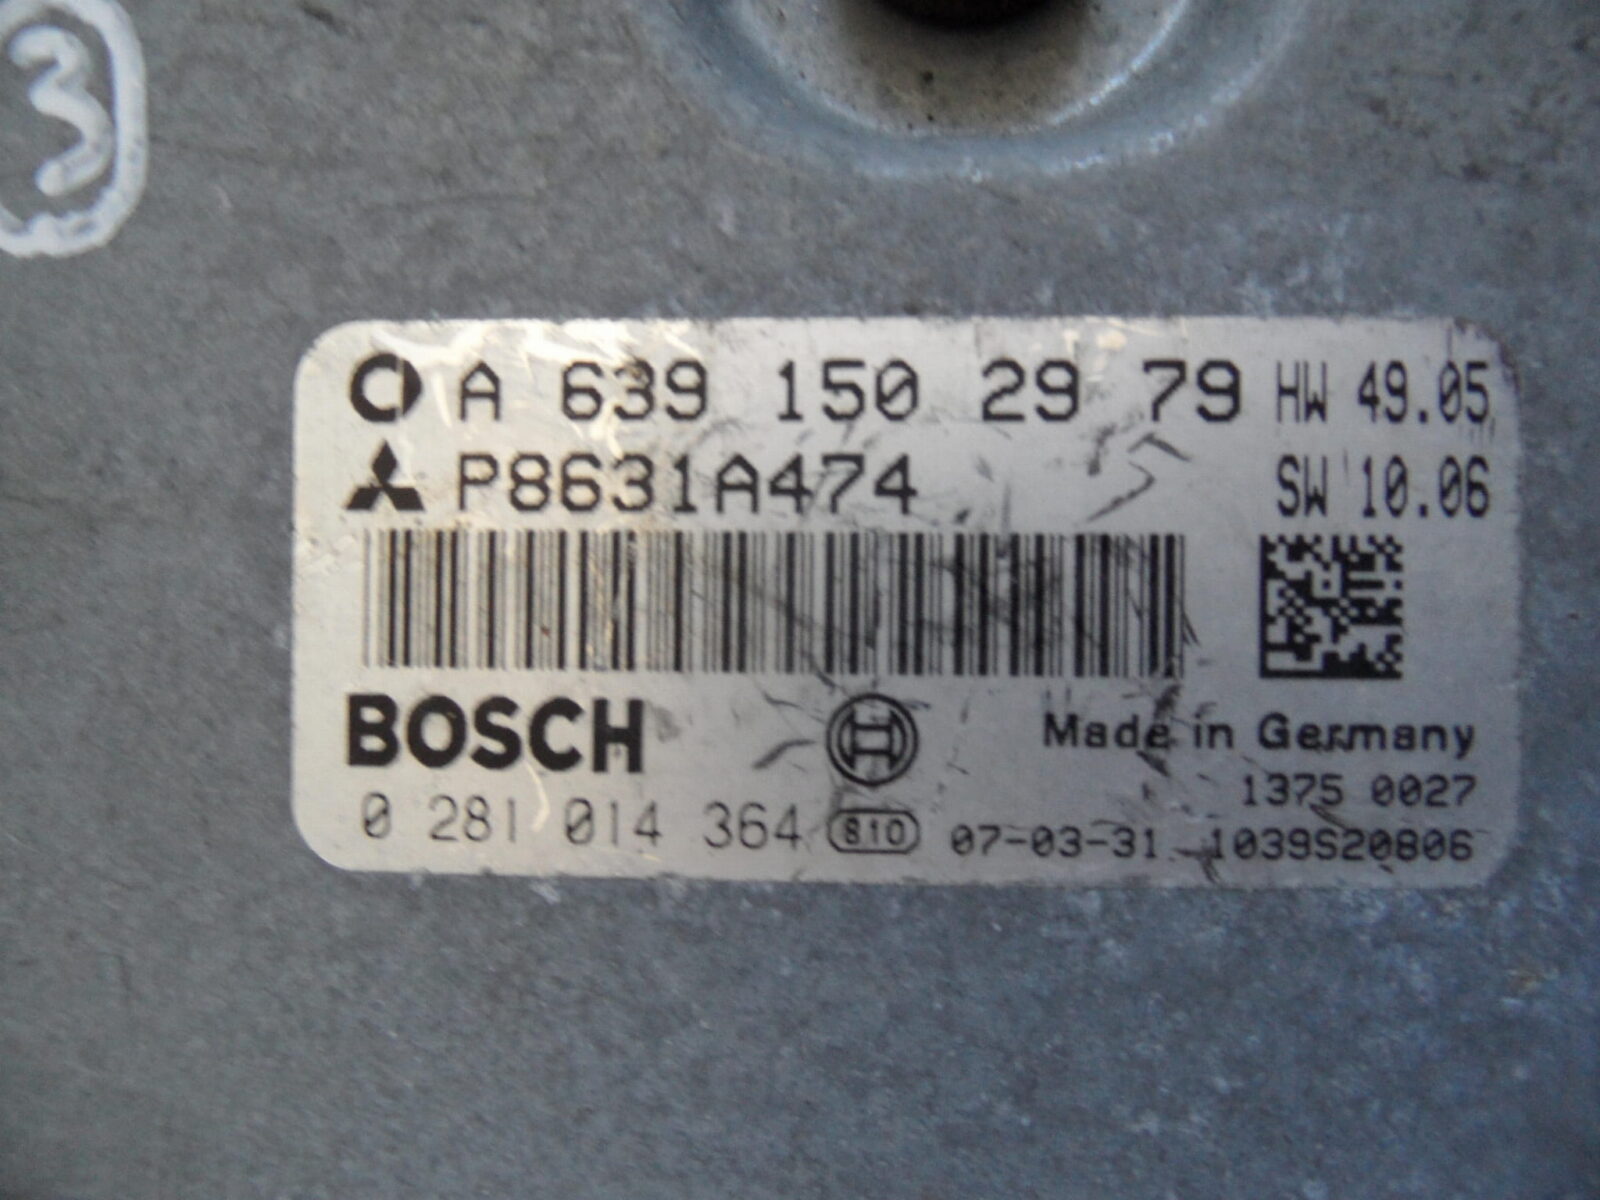 3
A 639 150 29 79 HW 49.05
P8631A474 SW 10.06
BOSCH Made in Germany
1375 0027
0 281 014 364 810 07-03-31 1039S20806